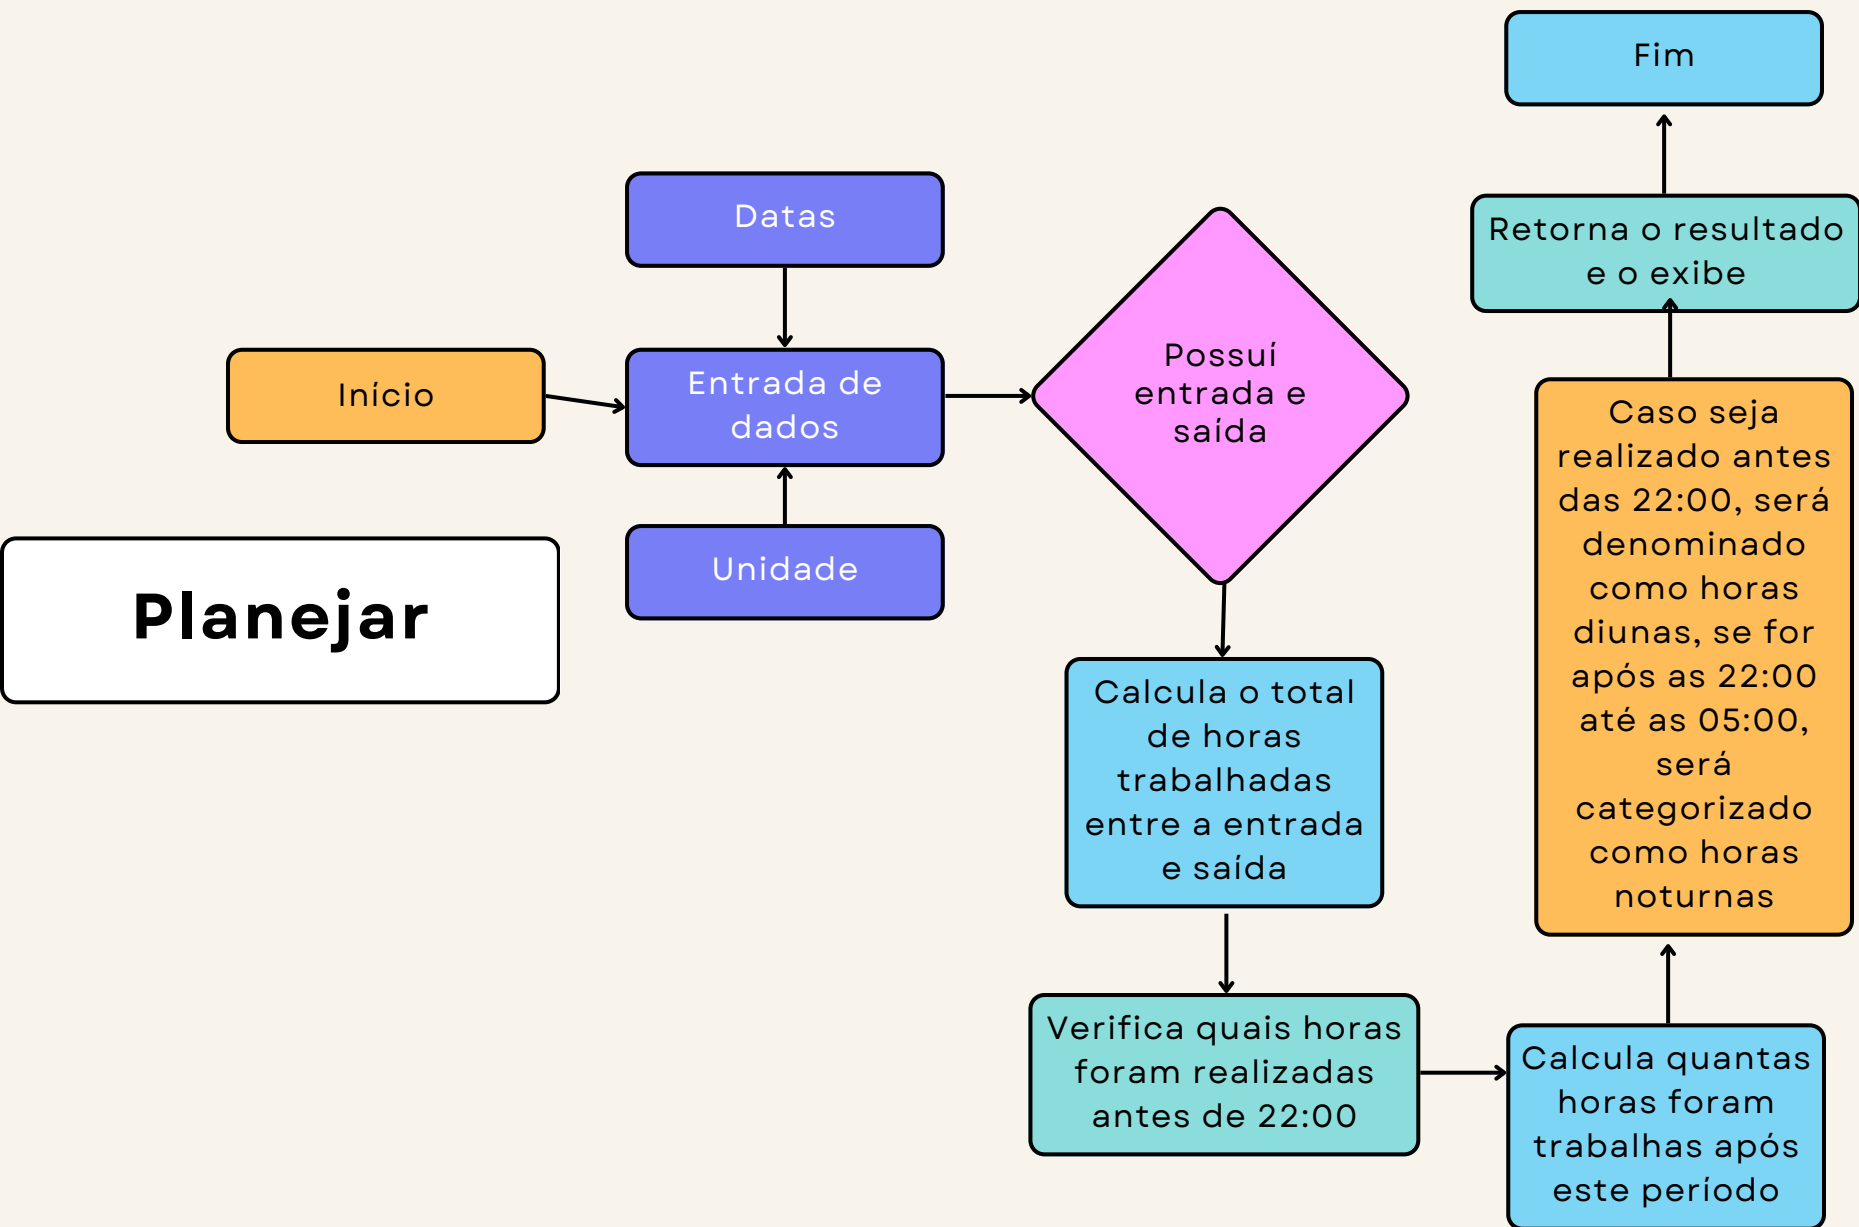 Início
Datas
Entrada de
dados
Unidade
Planejar
Possuí
entrada e
saída
Calcula o total
de horas
trabalhadas
entre a entrada
e saída
Verifica quais horas
foram realizadas
antes de 22:00
Calcula quantas
horas foram
trabalhas após
este período
Caso seja
realizado antes
das 22:00, será
denominado
como horas
diunas, se for
após as 22:00
até as 05:00,
será
categorizado
como horas
noturnas
Retorna o resultado
e o exibe
Fim